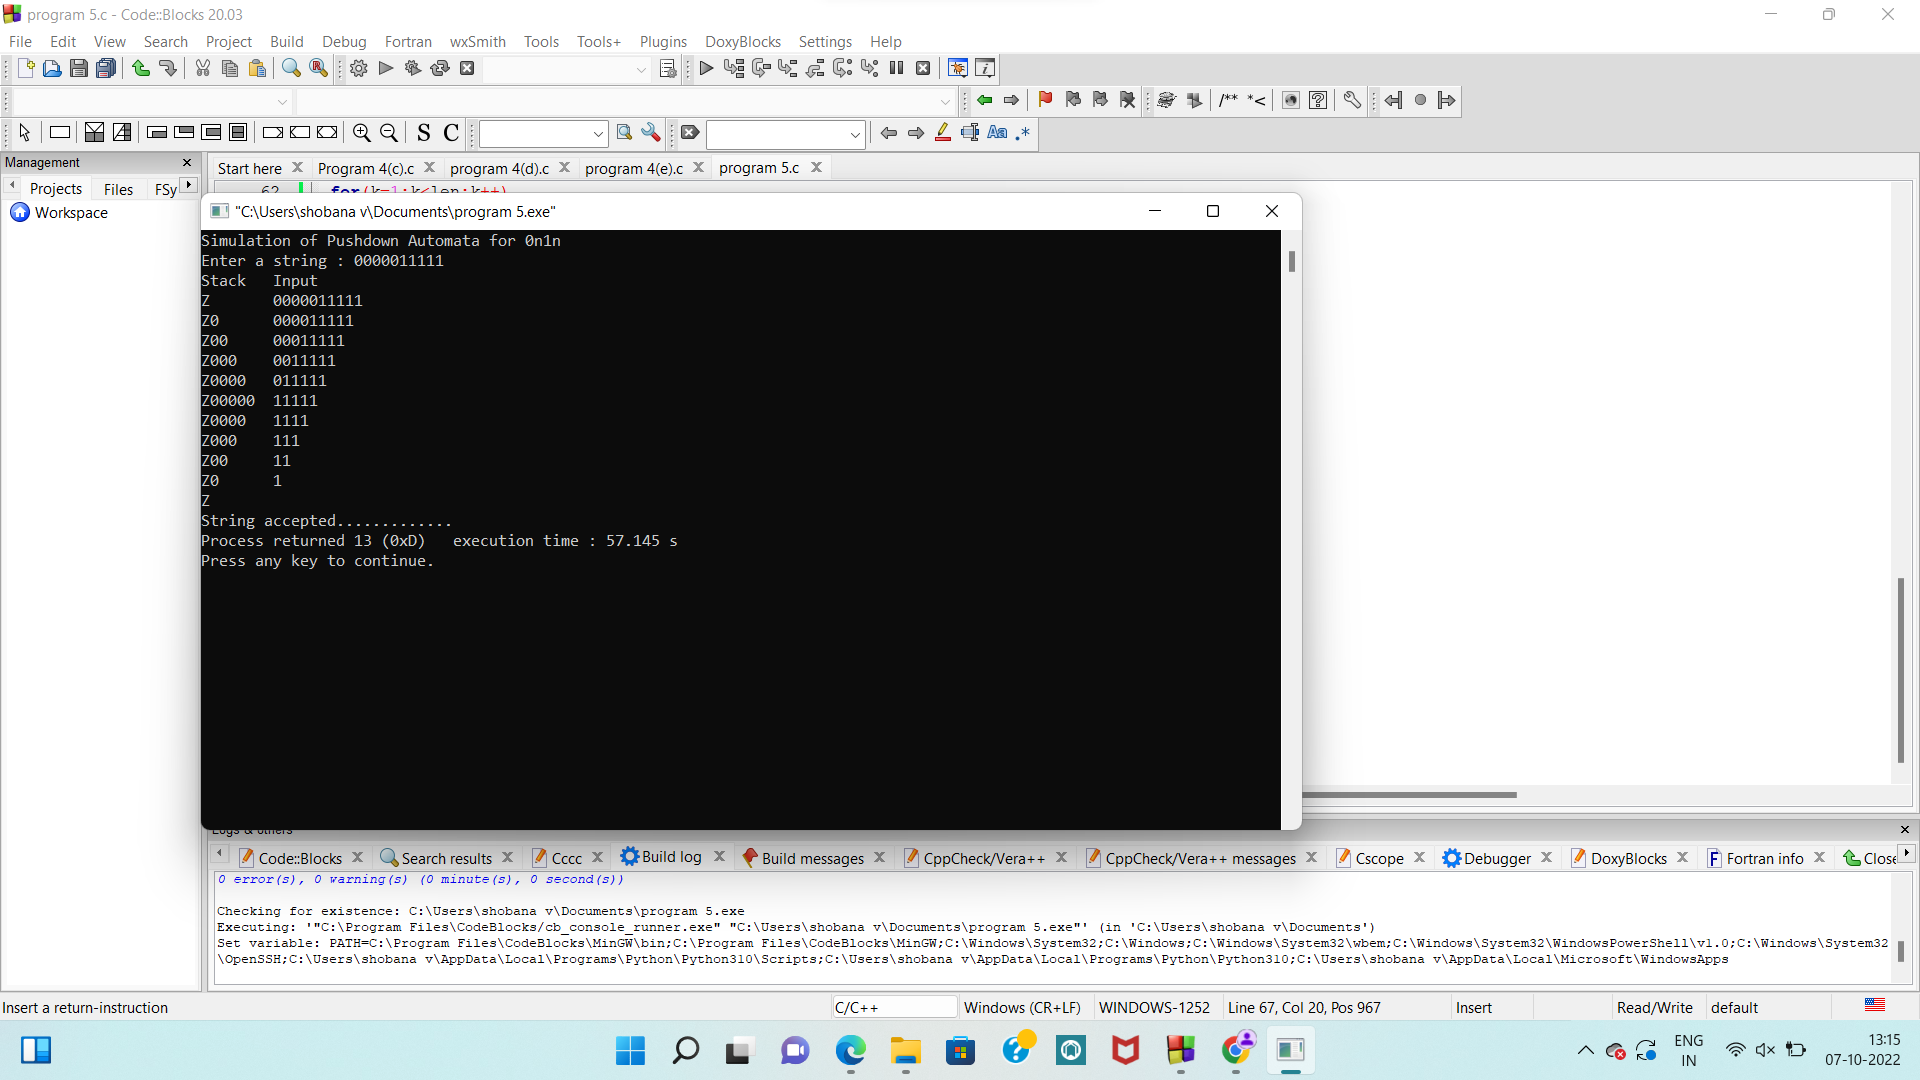 program 5.c - Code::Blocks 20.03
File Edit View Search Project Build Debug Fortran wxSmith Tools Tools+ Plugins DoxyBlocks Settings Help
/** *<
S C
Aa .*
Management
Projects Files FSy
Workspace
Start here Program 4(c).c program 4(d).c program 4(e).c program 5.c
62 for(k=1;k<len;k++)
"C:\Users\shobana v\Documents\program 5.exe"
Simulation of Pushdown Automata for 0n1n
Enter a string : 0000011111
Stack Input
Z 0000011111
Z0 000011111
Z00 00011111
Z000 0011111
Z0000 011111
Z00000 11111
Z0000 1111
Z000 111
Z00 11
Z0 1
Z
String accepted.............
Process returned 13 (0xD) execution time : 57.145 s
Press any key to continue.
Logs & others
Code::Blocks Search results Cccc Build log Build messages CppCheck/Vera++ CppCheck/Vera++ messages Cscope Debugger DoxyBlocks Fortran info Close
0 error(s), 0 warning(s) (0 minute(s), 0 second(s))
Checking for existence: C:\Users\shobana v\Documents\program 5.exe
Executing: '"C:\Program Files\CodeBlocks/cb_console_runner.exe" "C:\Users\shobana v\Documents\program 5.exe"' (in 'C:\Users\shobana v\Documents')
Set variable: PATH=C:\Program Files\CodeBlocks\MinGW\bin;C:\Program Files\CodeBlocks\MinGW;C:\Windows\System32;C:\Windows;C:\Windows\System32\wbem;C:\Windows\System32\WindowsPowerShell\v1.0;C:\Windows\System32
\OpenSSH;C:\Users\shobana v\AppData\Local\Programs\Python\Python310\Scripts;C:\Users\shobana v\AppData\Local\Programs\Python\Python310;C:\Users\shobana v\AppData\Local\Microsoft\WindowsApps
Insert a return-instruction C/C++ Windows (CR+LF) WINDOWS-1252 Line 67, Col 20, Pos 967 Insert Read/Write default
ENG 13:15
IN 07-10-2022